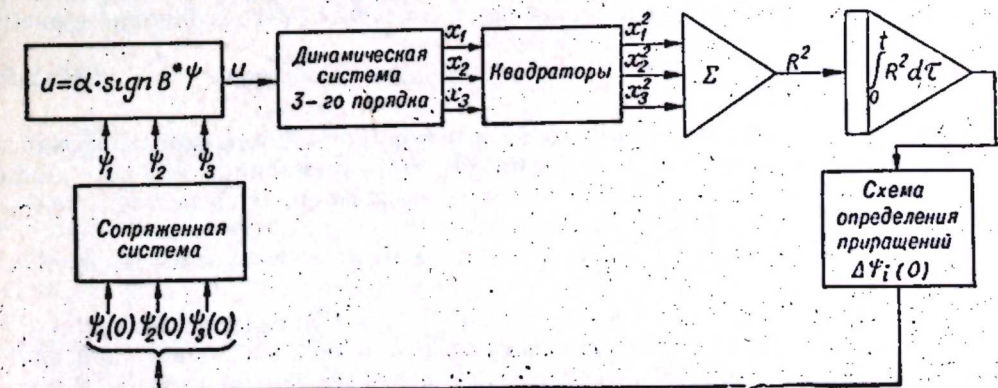 u=α·sign B*ψ
u
Динамическая
система
3-го порядка
x₁
x₂
x₃
Квадраторы
x₁²
x₂²
x₃²
Σ
R²
t
∫R²dτ
0
ψ₁ ψ₂ ψ₃
Сопряженная
система
ψ₁(0) ψ₂(0) ψ₃(0)
Схема
определения
приращений
Δψᵢ(0)